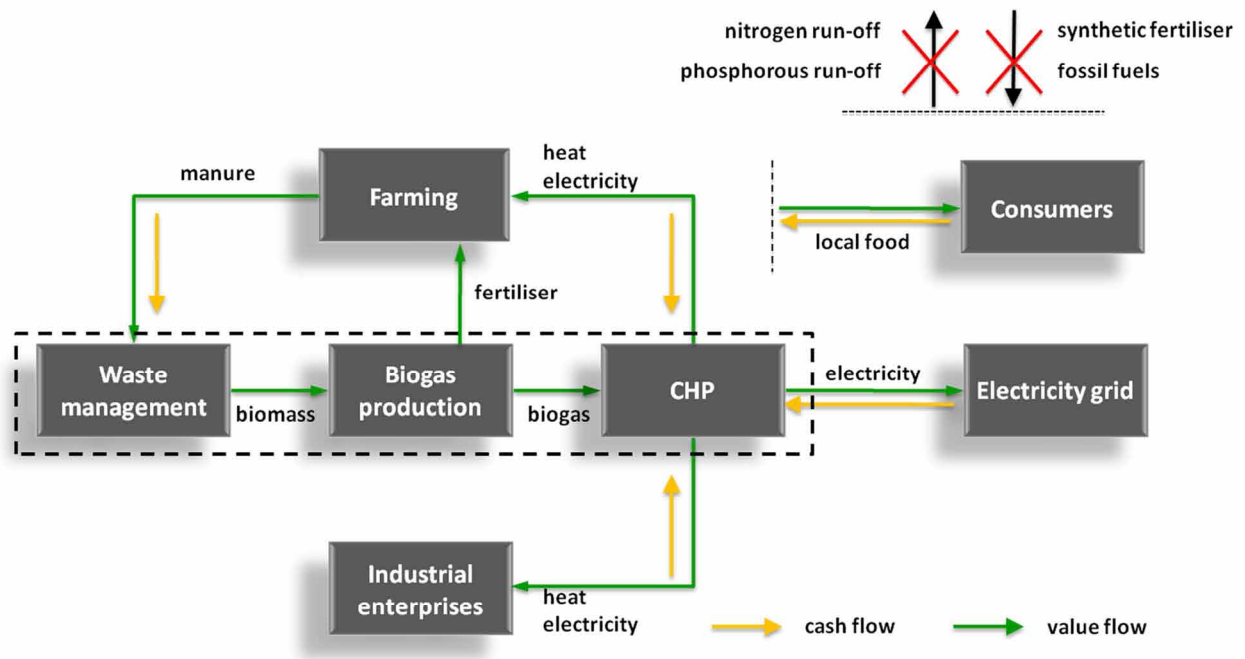 nitrogen run-off
phosphorous run-off
synthetic fertiliser
fossil fuels
manure
Farming
heat
electricity
Consumers
local food
fertiliser
Waste
management
biomass
Biogas
production
biogas
CHP
electricity
Electricity grid
Industrial
enterprises
heat
electricity
cash flow
value flow